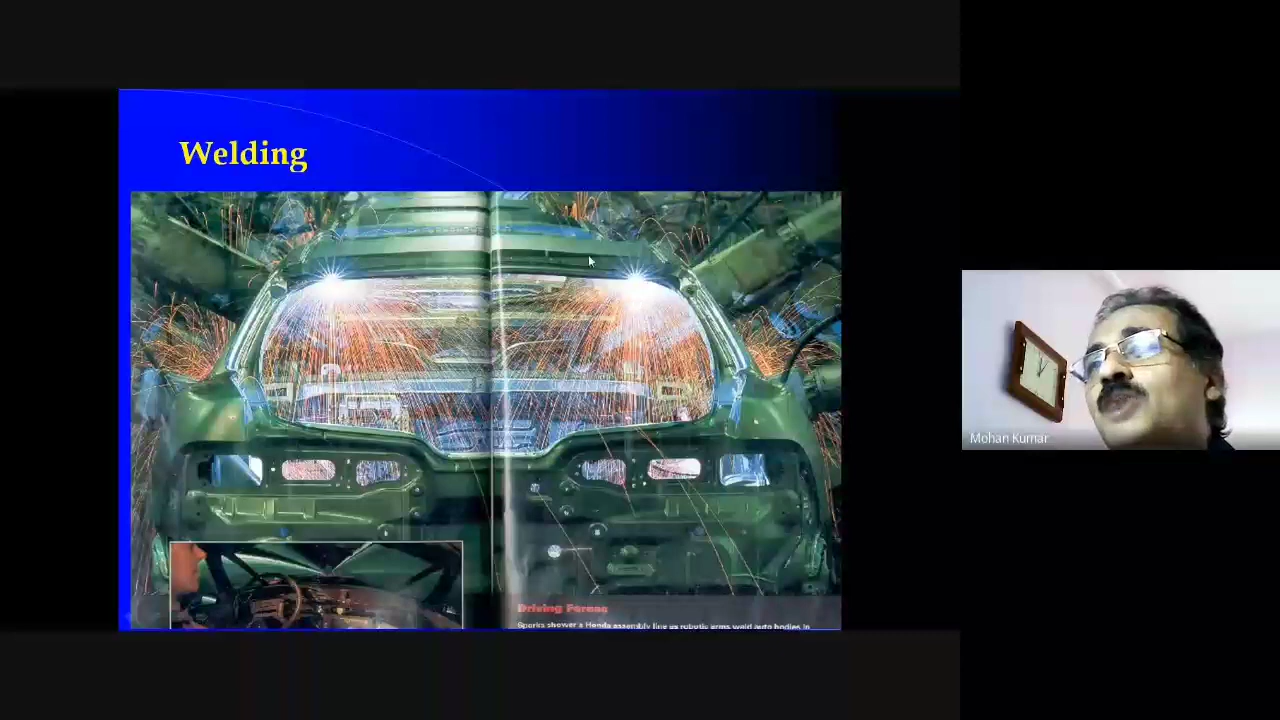 Welding
Driving Forces
Sparks shower a Honda assembly line as robotic arms weld auto bodies in
Mohan Kumar